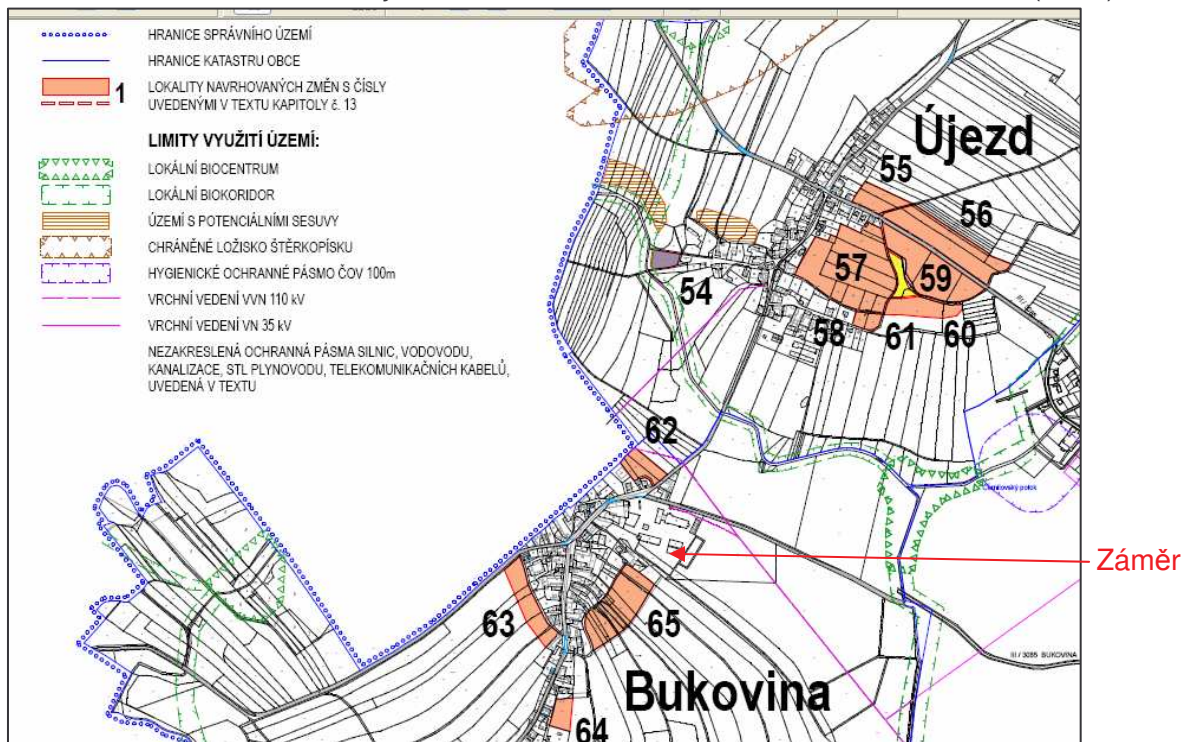 HRANICE SPRÁVNÍHO ÚZEMÍ
HRANICE KATASTRU OBCE
1
LOKALITY NAVRHOVANÝCH ZMĚN S ČÍSLY
UVEDENÝMI V TEXTU KAPITOLY č. 13
LIMITY VYUŽITÍ ÚZEMÍ:
LOKÁLNÍ BIOCENTRUM
LOKÁLNÍ BIOKORIDOR
ÚZEMÍ S POTENCIÁLNÍMI SESUVY
CHRÁNĚNÉ LOŽISKO ŠTĚRKOPÍSKU
HYGIENICKÉ OCHRANNÉ PÁSMO ČOV 100m
VRCHNÍ VEDENÍ VVN 110 kV
VRCHNÍ VEDENÍ VN 35 kV
NEZAKRESLENÁ OCHRANNÁ PÁSMA SILNIC, VODOVODU,
KANALIZACE, STL PLYNOVODU, TELEKOMUNIKAČNÍCH KABELŮ,
UVEDENÁ V TEXTU
Újezd
55
56
57
59
54
58
61
60
62
Záměr
63
65
III / 3095 BUKOVINA
Bukovina
64